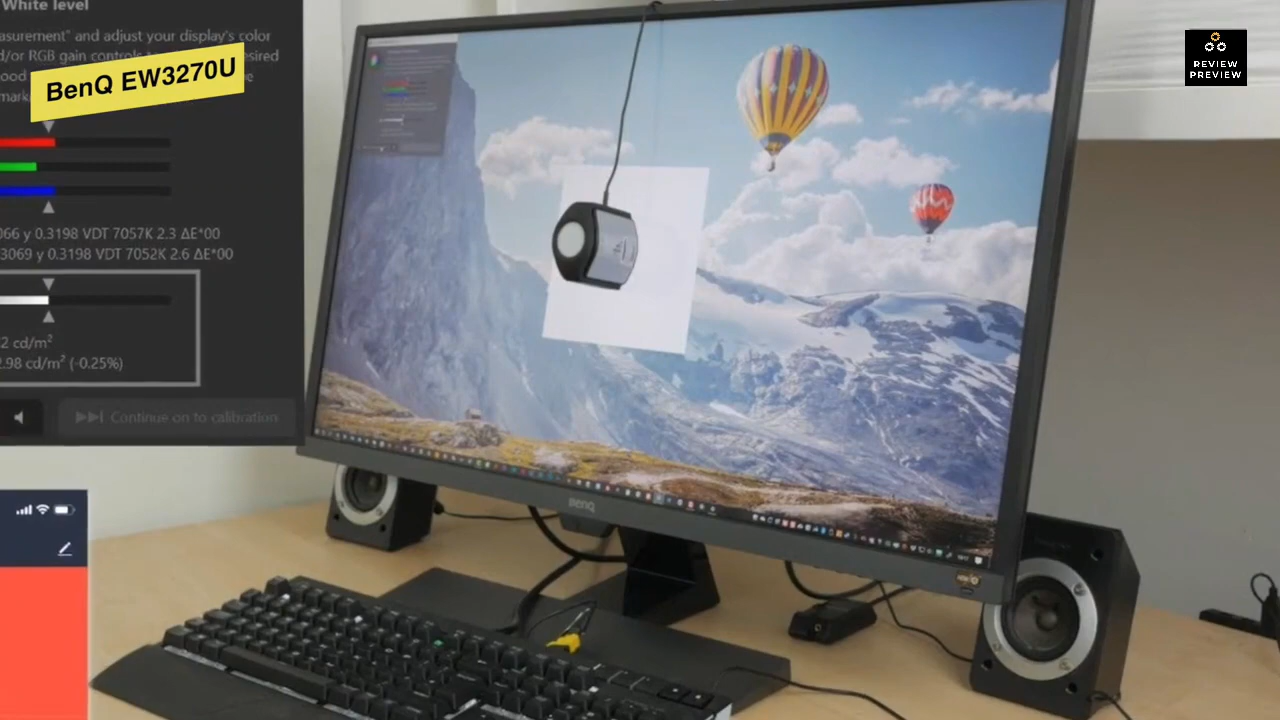 White level
asurement" and adjust your display's color
d/or RGB gain controls
esired
ood
mark
BenQ EW3270U
066 y 0.3198 VDT 7057K 2.3 ΔE*00
3069 y 0.3198 VDT 7052K 2.6 ΔE*00
2 cd/m²
2.98 cd/m² (-0.25%)
Continue on to calibration
REVIEW
PREVIEW
BenQ